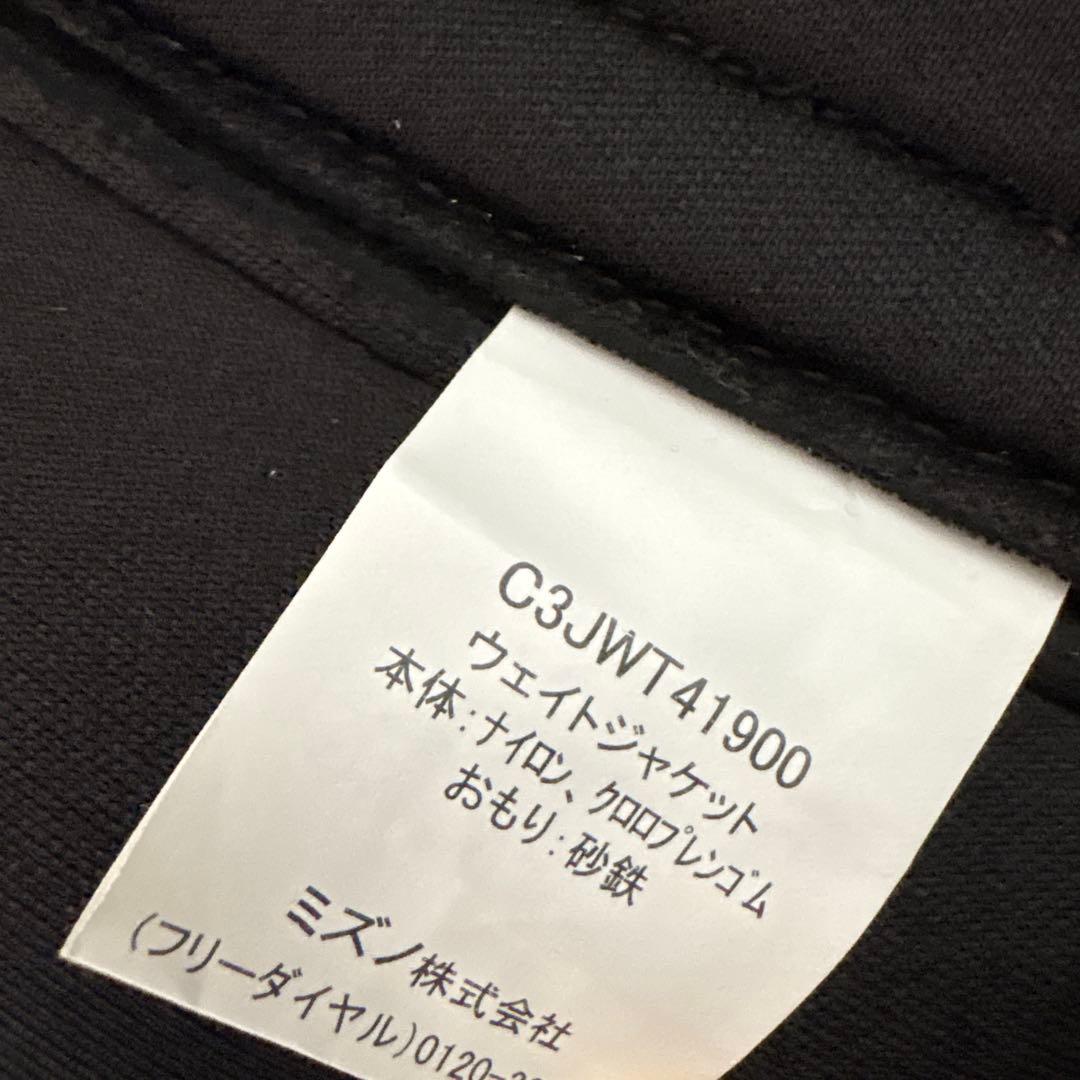 C3JWT41900
ウェイトジャケット
本体:ナイロン、クロロプレンゴム
おもり:砂鉄
ミズノ株式会社
(フリーダイヤル)0120-